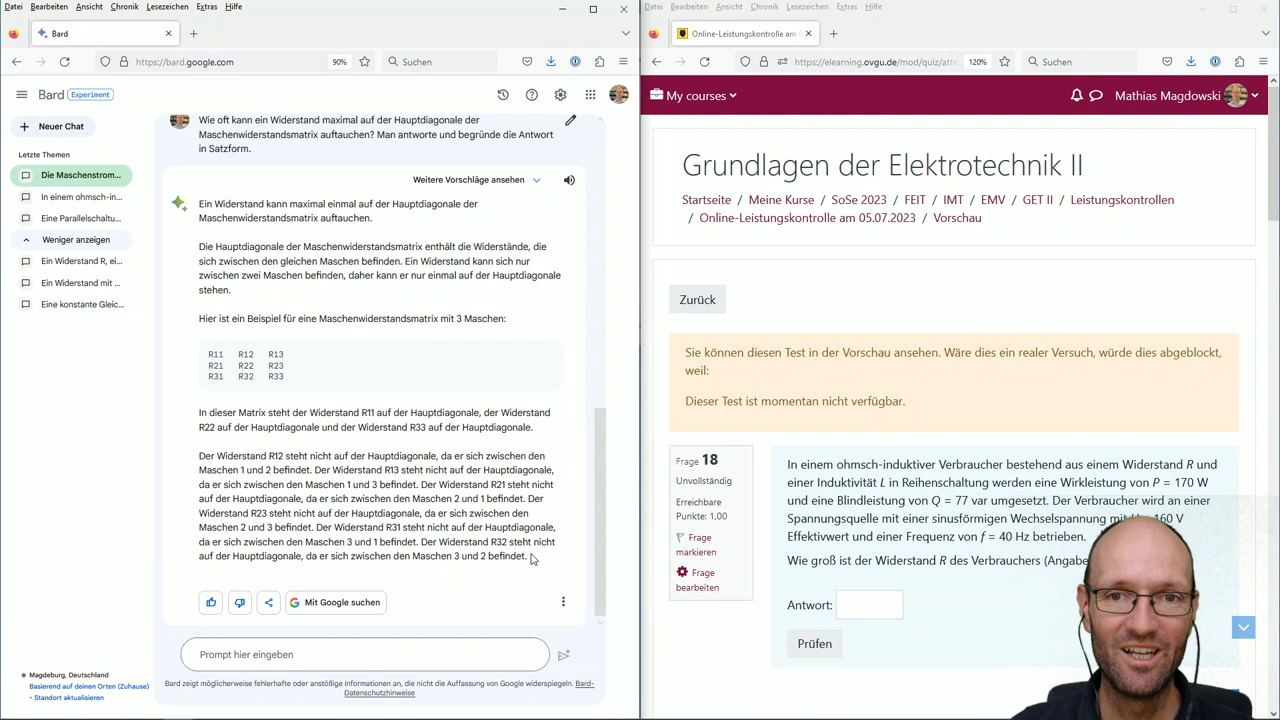 Datei Bearbeiten Ansicht Chronik Lesezeichen Extras Hilfe
Bard
https://bard.google.com
90%
Suchen
Bard Experiment
Neuer Chat
Letzte Themen
Die Maschenstrom...
In einem ohmsch-in...
Eine Parallelschaltu...
Weniger anzeigen
Ein Widerstand R, ei...
Ein Widerstand mit ...
Eine konstante Gleic...
Magdeburg, Deutschland
Basierend auf deinen Orten (Zuhause)
• Standort aktualisieren
Wie oft kann ein Widerstand maximal auf der Hauptdiagonale der
Maschenwiderstandsmatrix auftauchen? Man antworte und begründe die Antwort
in Satzform.
Weitere Vorschläge ansehen
Ein Widerstand kann maximal einmal auf der Hauptdiagonale der
Maschenwiderstandsmatrix auftauchen.
Die Hauptdiagonale der Maschenwiderstandsmatrix enthält die Widerstände, die
sich zwischen den gleichen Maschen befinden. Ein Widerstand kann sich nur
zwischen zwei Maschen befinden, daher kann er nur einmal auf der Hauptdiagonale
stehen.
Hier ist ein Beispiel für eine Maschenwiderstandsmatrix mit 3 Maschen:
R11 R12 R13
R21 R22 R23
R31 R32 R33
In dieser Matrix steht der Widerstand R11 auf der Hauptdiagonale, der Widerstand
R22 auf der Hauptdiagonale und der Widerstand R33 auf der Hauptdiagonale.
Der Widerstand R12 steht nicht auf der Hauptdiagonale, da er sich zwischen den
Maschen 1 und 2 befindet. Der Widerstand R13 steht nicht auf der Hauptdiagonale,
da er sich zwischen den Maschen 1 und 3 befindet. Der Widerstand R21 steht nicht
auf der Hauptdiagonale, da er sich zwischen den Maschen 2 und 1 befindet. Der
Widerstand R23 steht nicht auf der Hauptdiagonale, da er sich zwischen den
Maschen 2 und 3 befindet. Der Widerstand R31 steht nicht auf der Hauptdiagonale,
da er sich zwischen den Maschen 3 und 1 befindet. Der Widerstand R32 steht nicht
auf der Hauptdiagonale, da er sich zwischen den Maschen 3 und 2 befindet.
Mit Google suchen
Prompt hier eingeben
Bard zeigt möglicherweise fehlerhafte oder anstößige Informationen an, die nicht die Auffassung von Google widerspiegeln. Bard-
Datenschutzhinweise
Datei Bearbeiten Ansicht Chronik Lesezeichen Extras Hilfe
Online-Leistungskontrolle am
https://elearning.ovgu.de/mod/quiz/att
120%
Suchen
My courses
Mathias Magdowski
Grundlagen der Elektrotechnik II
Startseite / Meine Kurse / SoSe 2023 / FEIT / IMT / EMV / GET II / Leistungskontrollen
/ Online-Leistungskontrolle am 05.07.2023 / Vorschau
Zurück
Sie können diesen Test in der Vorschau ansehen. Wäre dies ein realer Versuch, würde dies abgeblockt,
weil:
Dieser Test ist momentan nicht verfügbar.
Frage 18
Unvollständig
Erreichbare
Punkte: 1,00
Frage
markieren
Frage
bearbeiten
In einem ohmsch-induktiver Verbraucher bestehend aus einem Widerstand R und
einer Induktivität L in Reihenschaltung werden eine Wirkleistung von P = 170 W
und eine Blindleistung von Q = 77 var umgesetzt. Der Verbraucher wird an einer
Spannungsquelle mit einer sinusförmigen Wechselspannung mit 160 V
Effektivwert und einer Frequenz von f = 40 Hz betrieben.
Wie groß ist der Widerstand R des Verbrauchers (Angabe
Antwort:
Prüfen